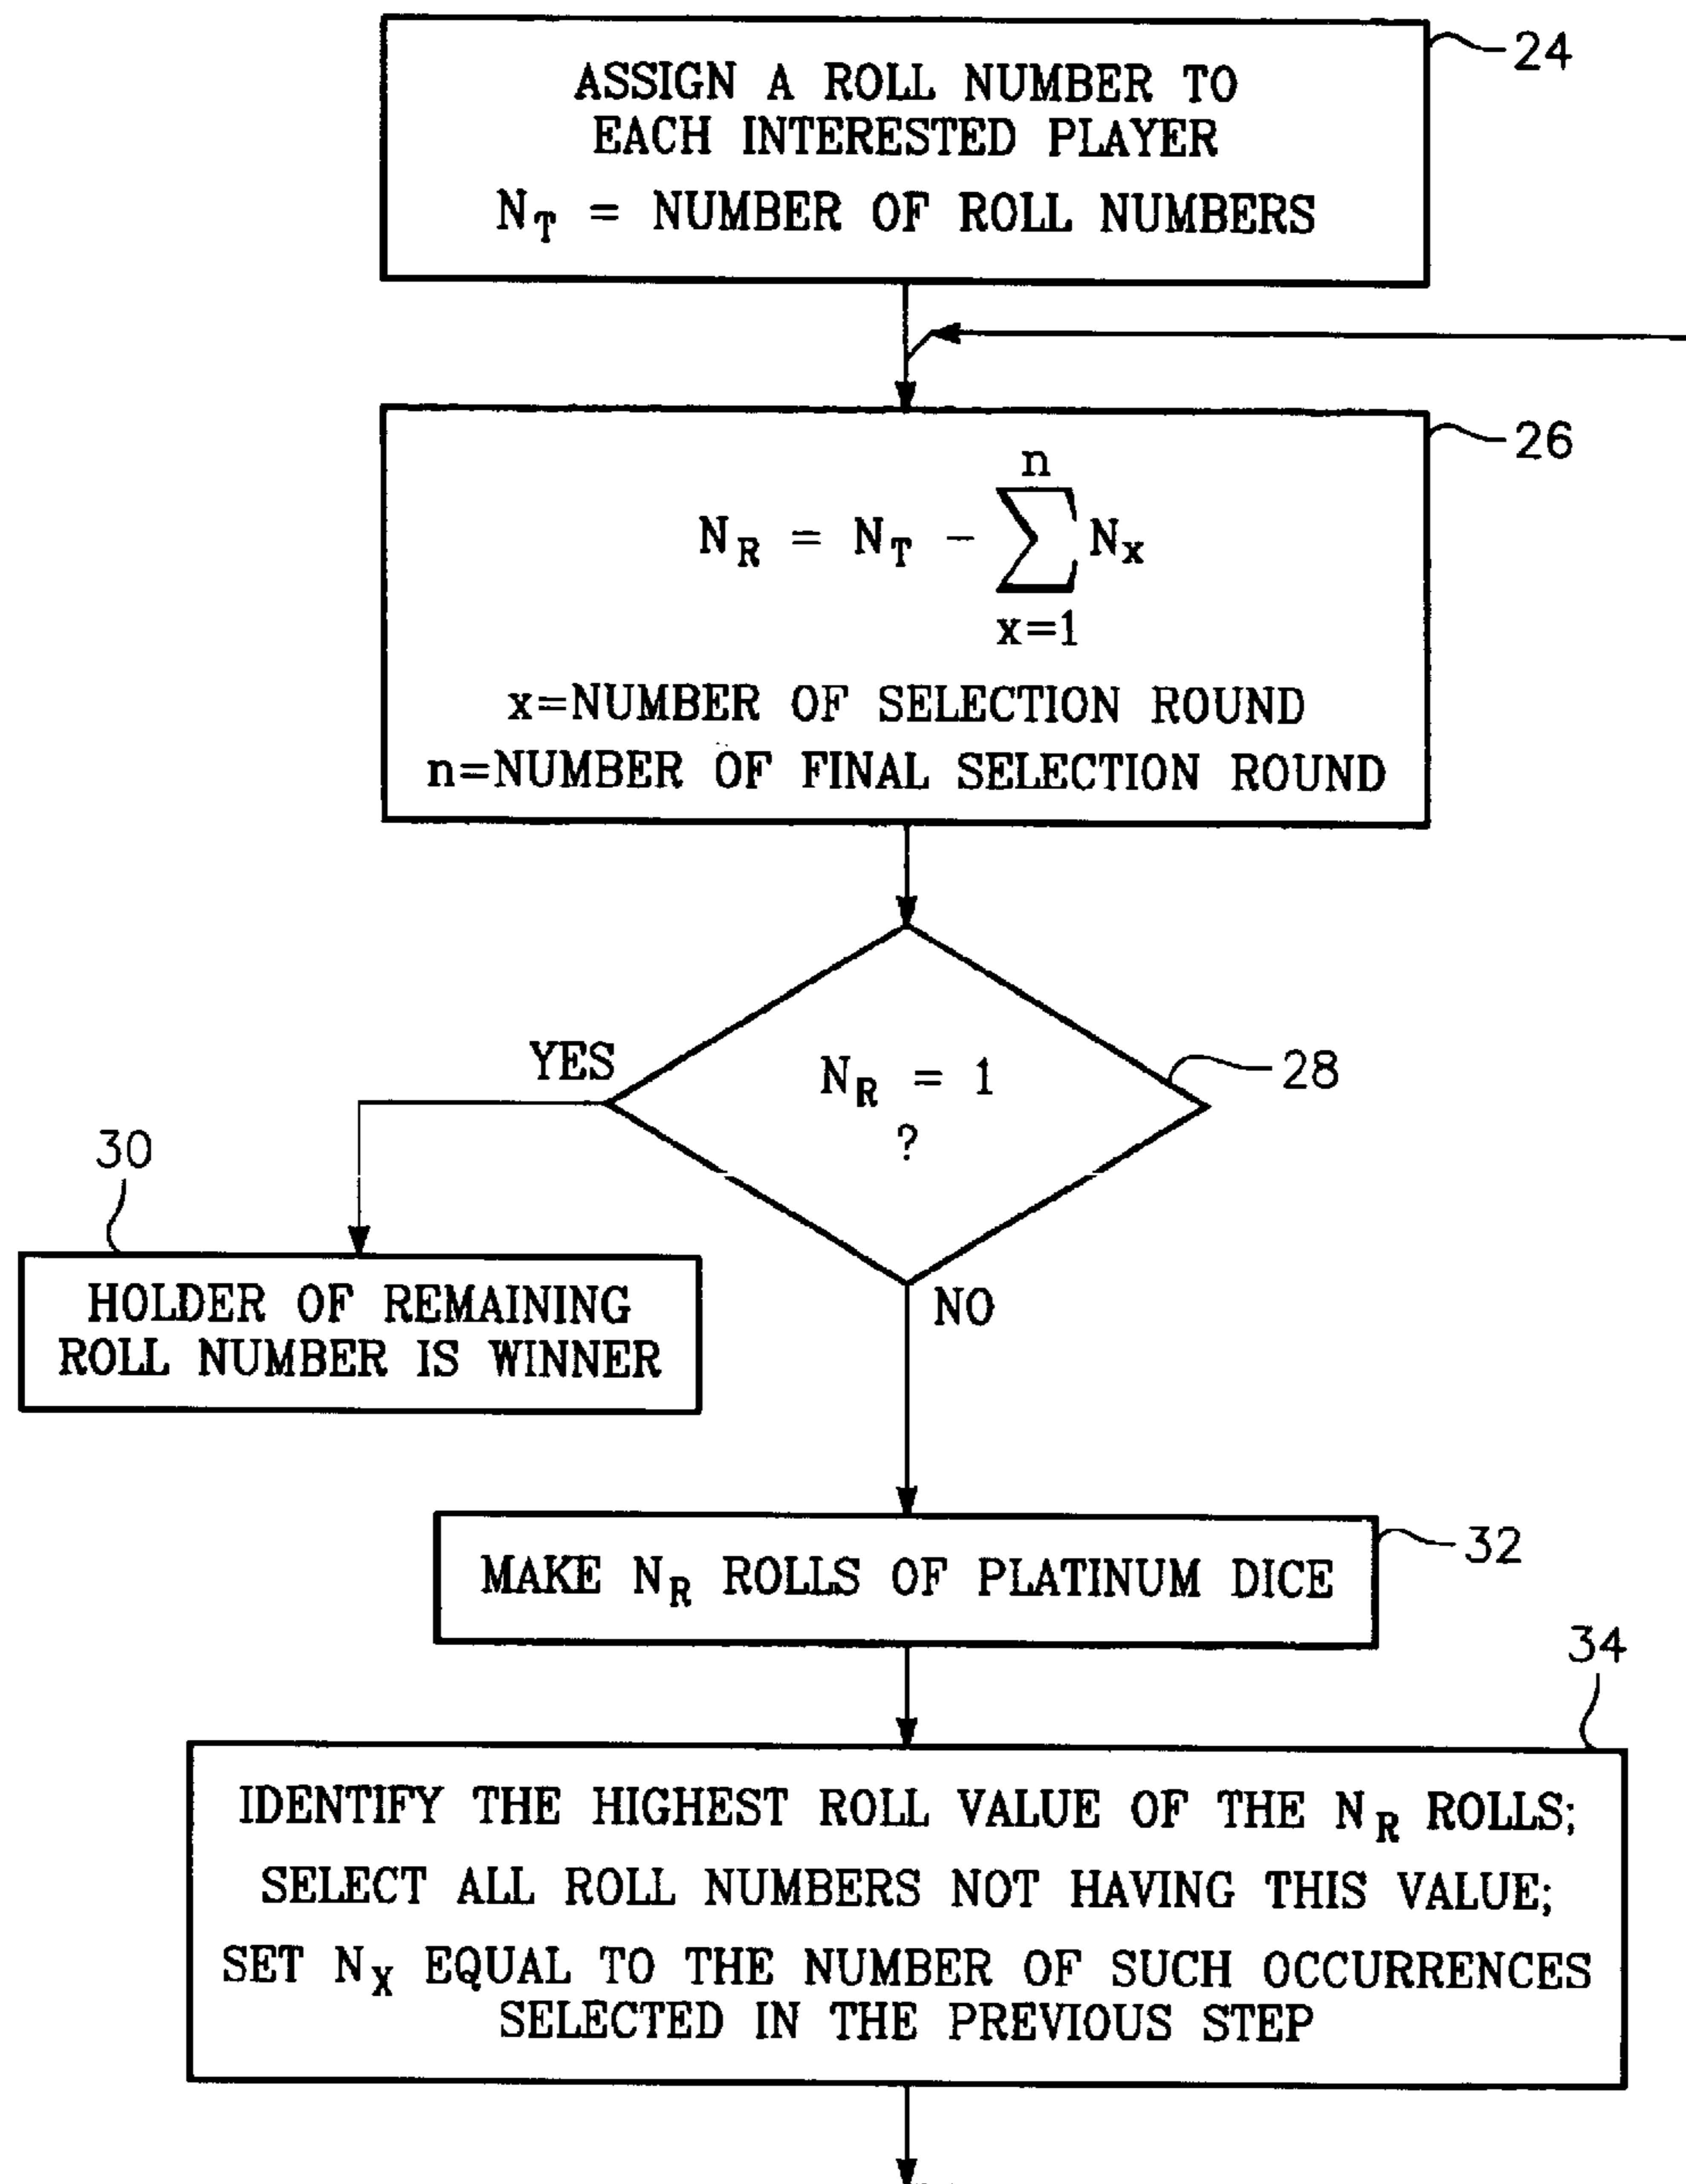 24
ASSIGN A ROLL NUMBER TO
EACH INTERESTED PLAYER
N_T = NUMBER OF ROLL NUMBERS
26
n
N_R = N_T - ∑ N_x
x=1
x=NUMBER OF SELECTION ROUND
n=NUMBER OF FINAL SELECTION ROUND
YES
N_R = 1
?
28
30
HOLDER OF REMAINING
ROLL NUMBER IS WINNER
NO
32
MAKE N_R ROLLS OF PLATINUM DICE
34
IDENTIFY THE HIGHEST ROLL VALUE OF THE N_R ROLLS;
SELECT ALL ROLL NUMBERS NOT HAVING THIS VALUE;
SET N_X EQUAL TO THE NUMBER OF SUCH OCCURRENCES
SELECTED IN THE PREVIOUS STEP